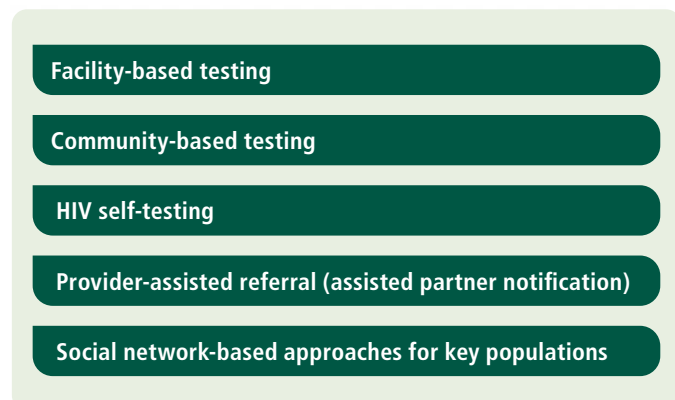 Facility-based testing
Community-based testing
HIV self-testing
Provider-assisted referral (assisted partner notification)
Social network-based approaches for key populations